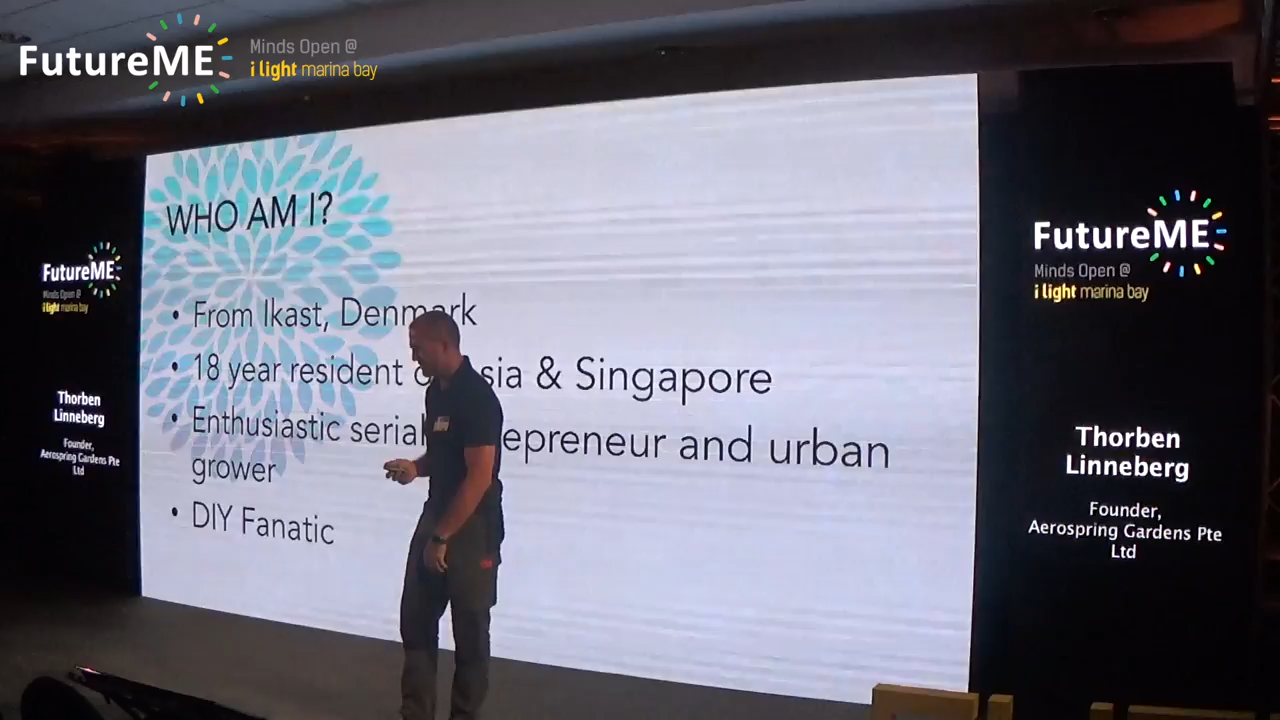 FutureME
Minds Open @
i light marina bay
WHO AM I?
• From Ikast, Denmark
• 18 year resident sia & Singapore
• Enthusiastic serial epreneur and urban
grower
• DIY Fanatic
FutureME
Minds Open @
i light marina bay
Thorben
Linneberg
Founder,
Aerospring Gardens Pte
Ltd
FutureME
Minds Open @
i light marina bay
Thorben
Linneberg
Founder,
Aerospring Gardens Pte
Ltd